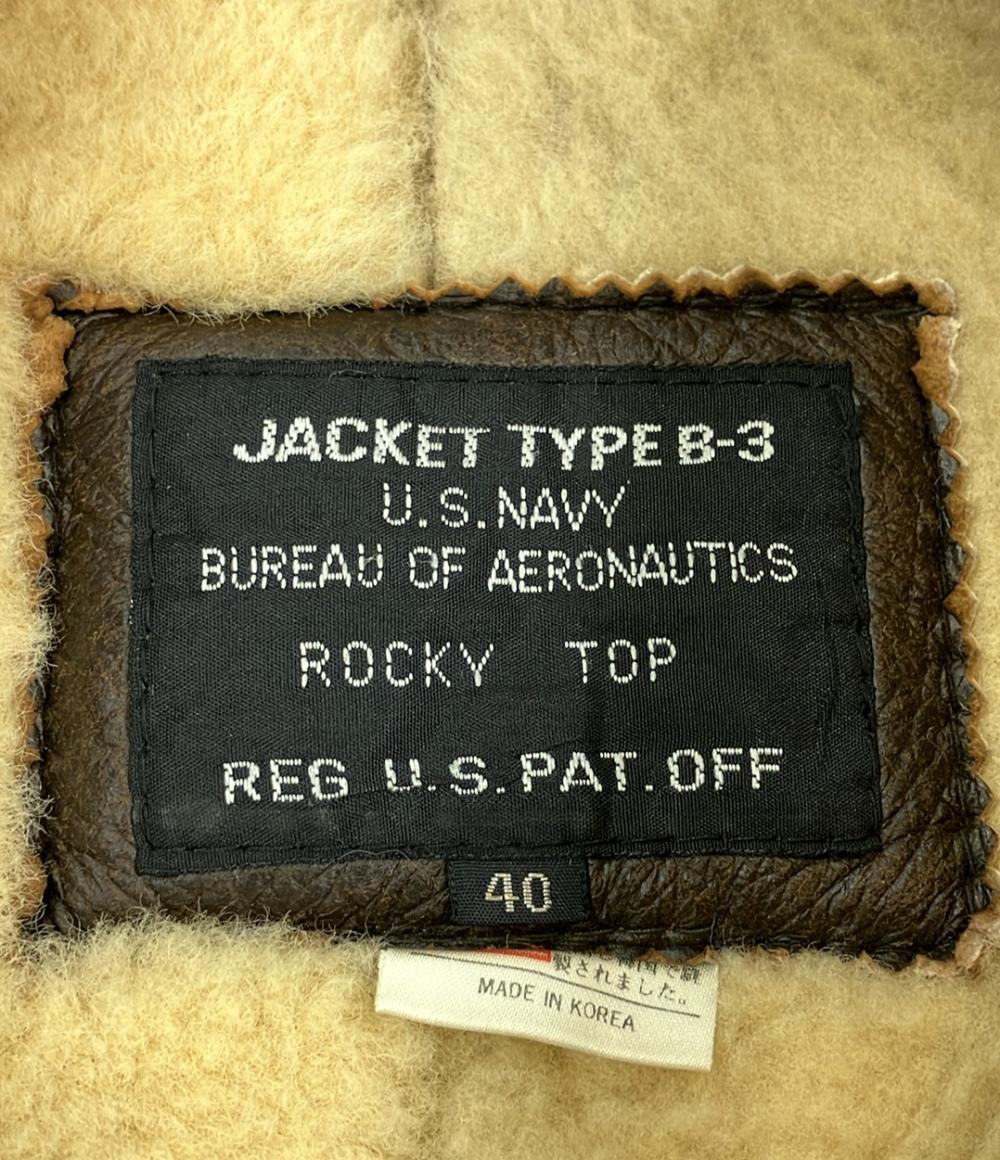 JACKET TYPE B-3
U.S.NAVY
BUREAU OF AERONAUTICS
ROCKY TOP
REG U.S.PAT.OFF
40
製されました。
MADE IN KOREA